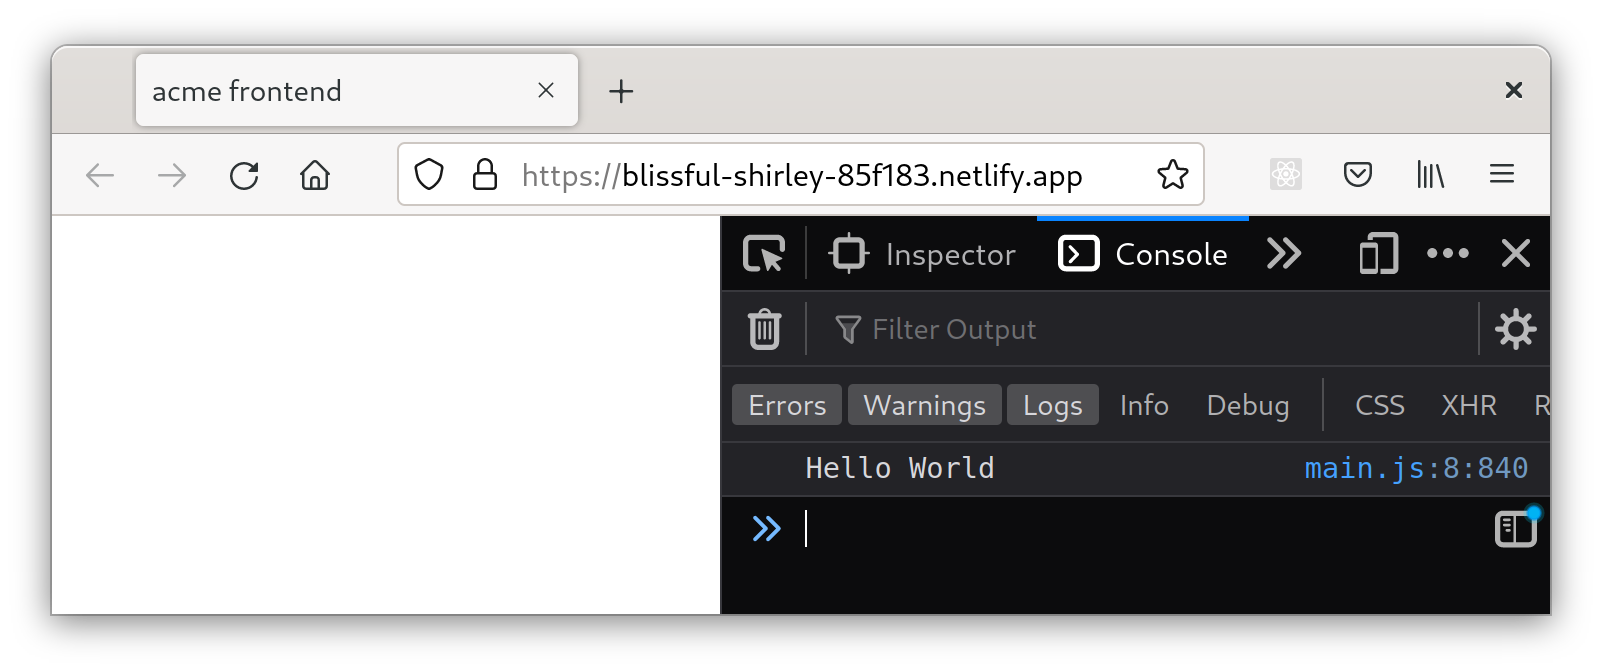 acme frontend
https://blissful-shirley-85f183.netlify.app
Inspector Console
Filter Output
Errors Warnings Logs Info Debug CSS XHR R
Hello World main.js:8:840